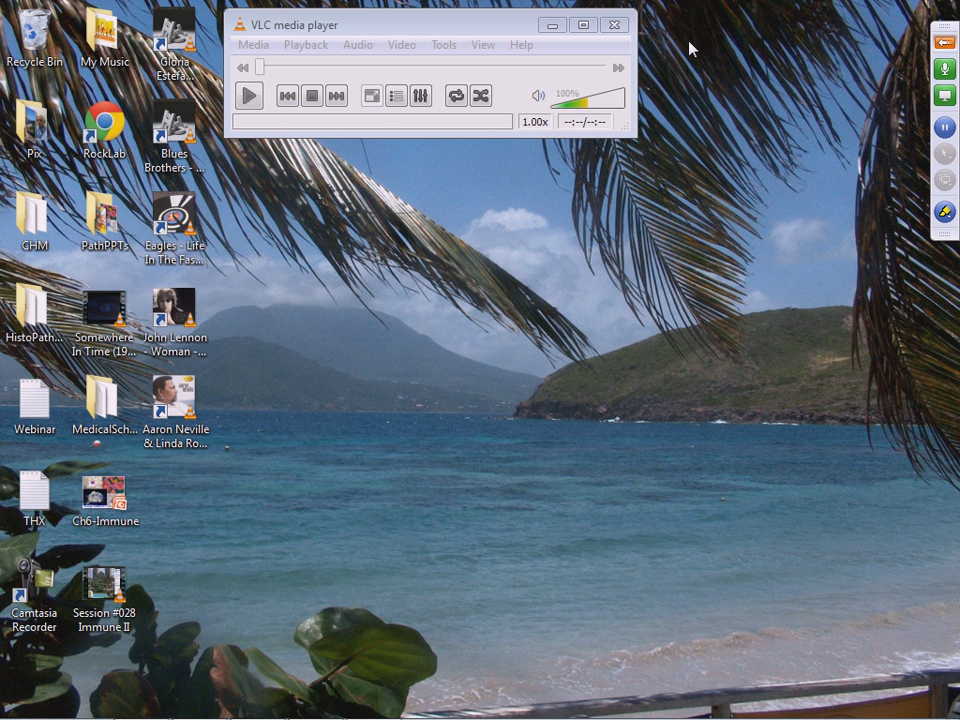 VLC media player
Media Playback Audio Video Tools View Help
100%
1.00x --:--/--:--
Recycle Bin
My Music
Gloria
Estefa...
Pix
RockLab
Blues
Brothers - ...
CHM
PathPPTs
Eagles - Life
In The Fas...
HistoPath...
Somewhere
In Time (19...
John Lennon
- Woman -...
Webinar
MedicalSch...
Aaron Neville
& Linda Ro...
THX
Ch6-Immune
Camtasia
Recorder
Session #028
Immune II